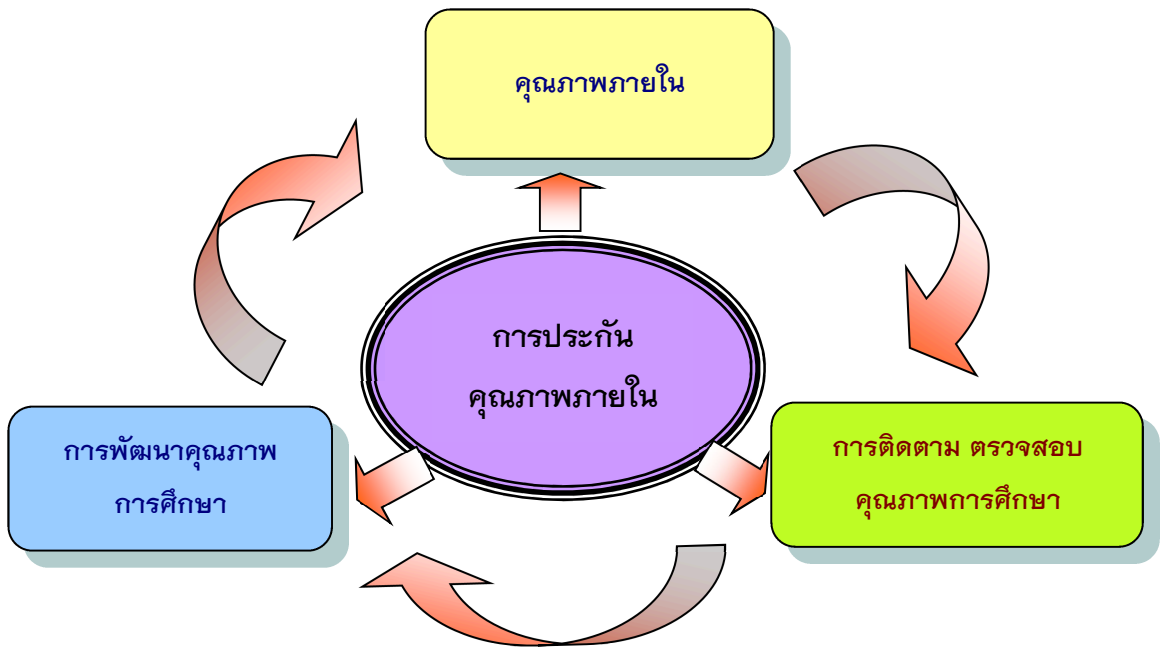 คุณภาพภายใน
การประกัน
คุณภาพภายใน
การพัฒนาคุณภาพ
การศึกษา
การติดตาม ตรวจสอบ
คุณภาพการศึกษา